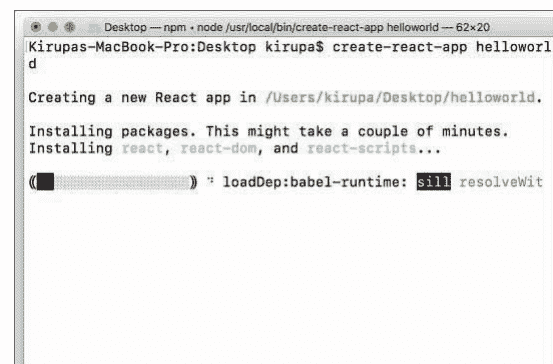 Desktop — npm • node /usr/local/bin/create-react-app helloworld — 62×20
Kirupas-MacBook-Pro:Desktop kirupa$ create-react-app helloworl
d
Creating a new React app in /Users/kirupa/Desktop/helloworld.
Installing packages. This might take a couple of minutes.
Installing react, react-dom, and react-scripts...
loadDep:babel-runtime: sill resolveWit